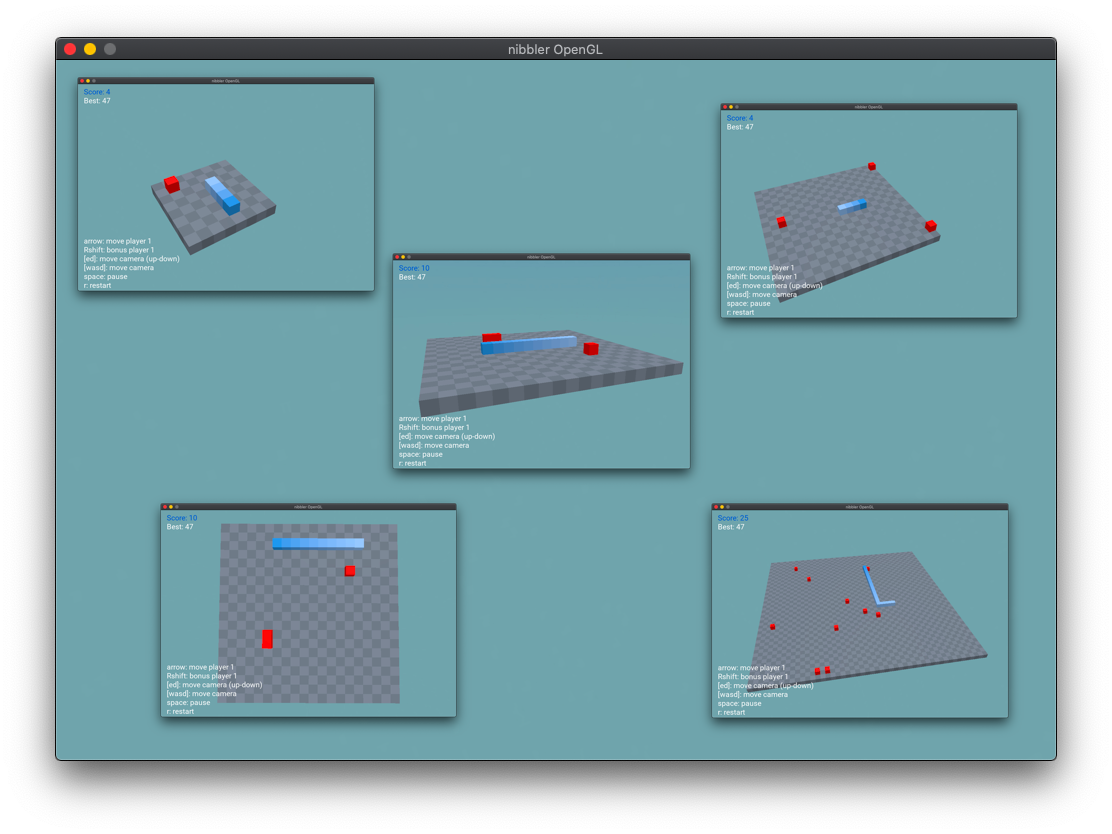 nibbler OpenGL
nibbler OpenGL
Score: 4
Best: 47
arrow: move player 1
Rshift: bonus player 1
[ed]: move camera (up-down)
[wasd]: move camera
space: pause
r: restart
nibbler OpenGL
Score: 4
Best: 47
arrow: move player 1
Rshift: bonus player 1
[ed]: move camera (up-down)
[wasd]: move camera
space: pause
r: restart
nibbler OpenGL
Score: 10
Best: 47
arrow: move player 1
Rshift: bonus player 1
[ed]: move camera (up-down)
[wasd]: move camera
space: pause
r: restart
nibbler OpenGL
Score: 10
Best: 47
arrow: move player 1
Rshift: bonus player 1
[ed]: move camera (up-down)
[wasd]: move camera
space: pause
r: restart
nibbler OpenGL
Score: 25
Best: 47
arrow: move player 1
Rshift: bonus player 1
[ed]: move camera (up-down)
[wasd]: move camera
space: pause
r: restart